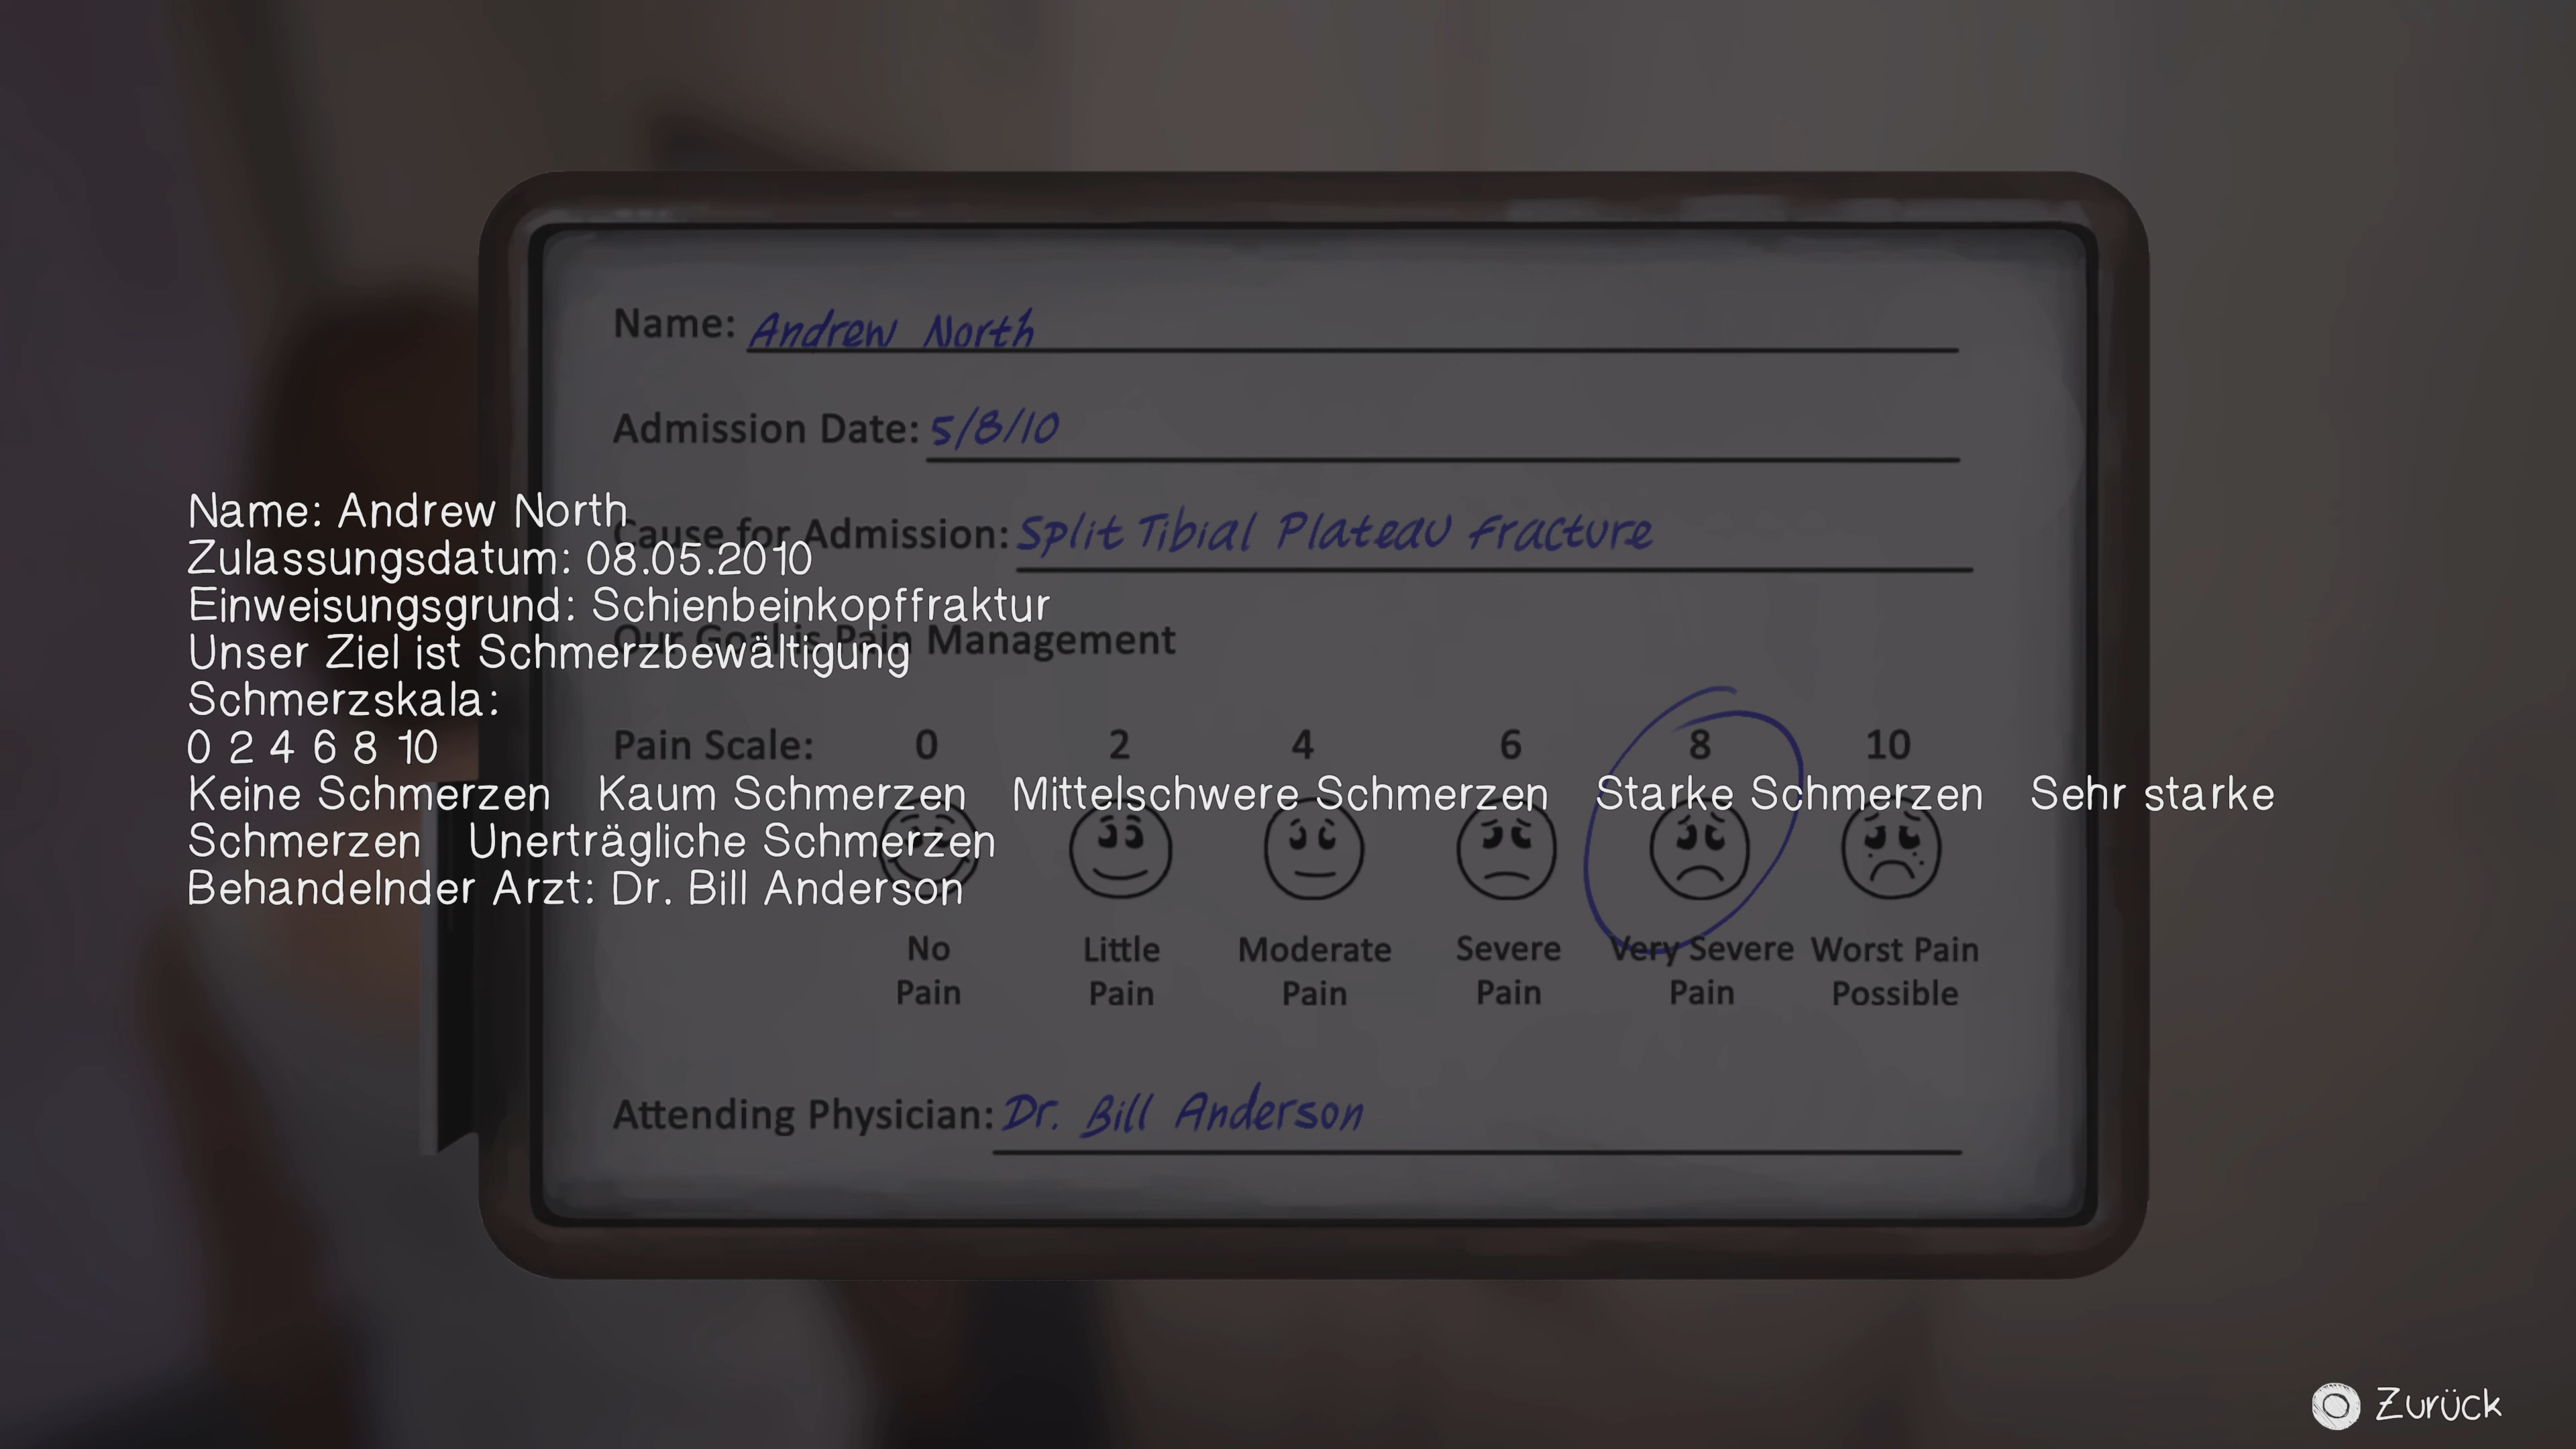 Name: Andrew North
Admission Date: 5/8/10
Cause for Admission: Split Tibial Plateau Fracture
Our Goal is Pain Management
Pain Scale: 0 2 4 6 8 10
No Pain
Little Pain
Moderate Pain
Severe Pain
Very Severe Pain
Worst Pain Possible
Attending Physician: Dr. Bill Anderson
Name: Andrew North
Zulassungsdatum: 08.05.2010
Einweisungsgrund: Schienbeinkopffraktur
Unser Ziel ist Schmerzbewältigung
Schmerzskala:
0 2 4 6 8 10
Keine Schmerzen Kaum Schmerzen Mittelschwere Schmerzen Starke Schmerzen Sehr starke
Schmerzen Unerträgliche Schmerzen
Behandelnder Arzt: Dr. Bill Anderson
Zurück